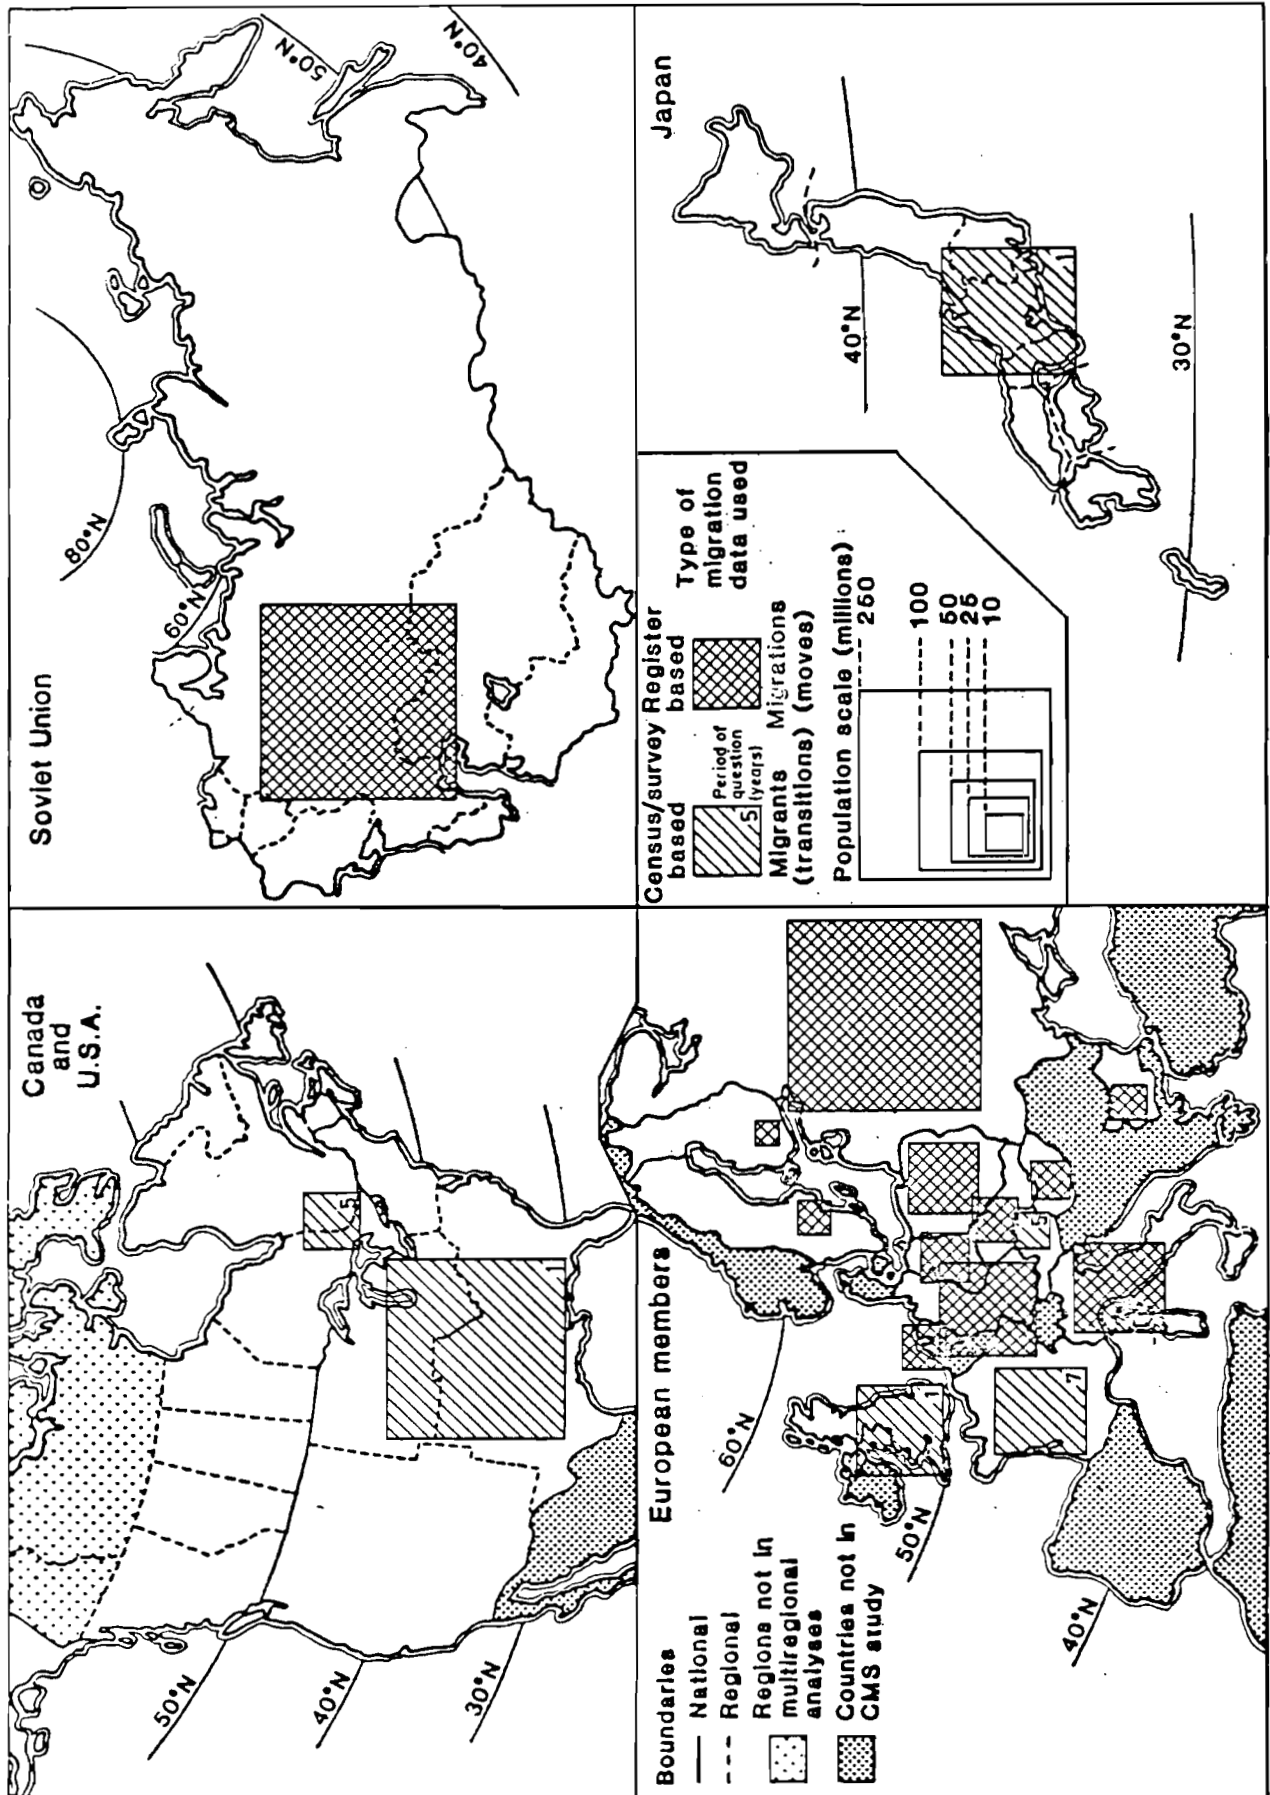 Canada
and
U.S.A.
50°N
40°N
30°N
5
1
Soviet Union
80°N
60°N
50°N
40°N
European members
60°N
50°N
40°N
1
7
5
Boundaries
National
Regional
Regions not in
multiregional
analyses
Countries not in
CMS study
Japan
40°N
30°N
1
Census/survey
based
Register
based
Type of
migration
data used
5
Period of
question
(years)
Migrants
(transitions)
Migrations
(moves)
Population scale (millions)
250
100
50
25
10